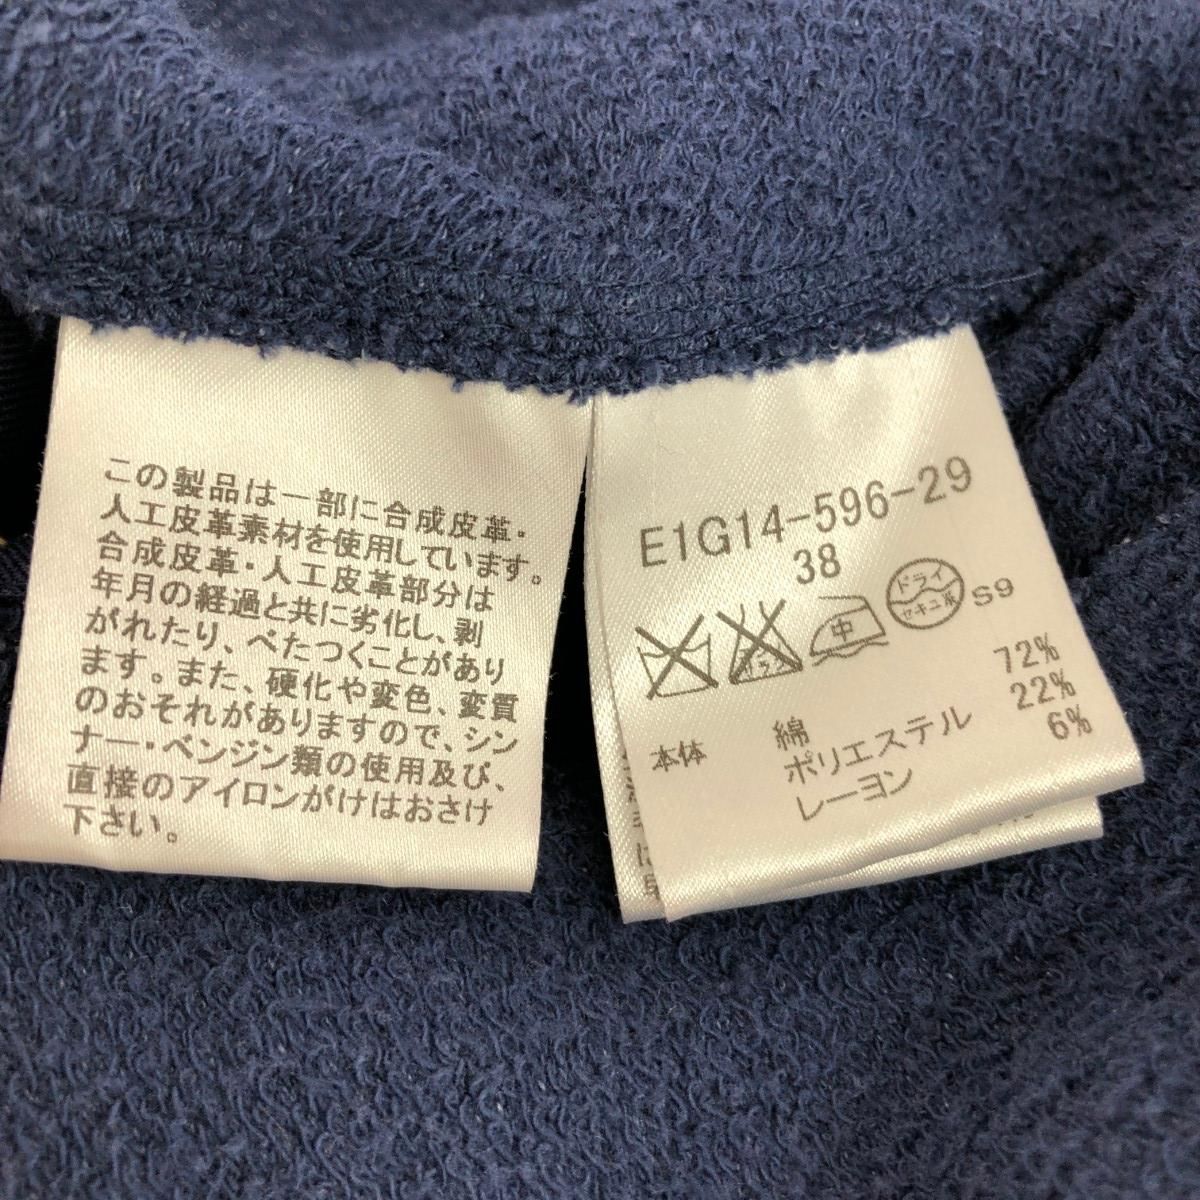 この製品は一部に合成皮革・
人工皮革素材を使用しています。
合成皮革・人工皮革部分は
年月の経過と共に劣化し、剥
がれたり、べたつくことがあり
ます。また、硬化や変色、変質
のおそれがありますので、シン
ナー・ベンジン類の使用及び、
直接のアイロンがけはおさけ
下さい。
E1G14-596-29
38
中
ドライ
セキユ系
S9
本体
綿 72%
ポリエステル 22%
レーヨン 6%